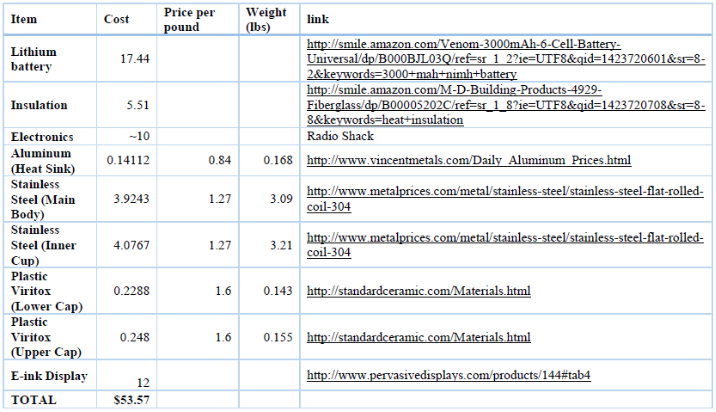 Item Cost Price per pound Weight (lbs) link
Lithium battery 17.44 http://smile.amazon.com/Venom-3000mAh-6-Cell-Battery-
Universal/dp/B000BJL03Q/ref=sr_1_2?ie=UTF8&qid=1423720601&sr=8-
2&keywords=3000+mah+nimh+battery
Insulation 5.51 http://smile.amazon.com/M-D-Building-Products-4929-
Fiberglass/dp/B00005202C/ref=sr_1_8?ie=UTF8&qid=1423720708&sr=8-
8&keywords=heat+insulation
Electronics ~10 Radio Shack
Aluminum
(Heat Sink) 0.14112 0.84 0.168 http://www.vincentmetals.com/Daily_Aluminum_Prices.html
Stainless
Steel (Main
Body) 3.9243 1.27 3.09 http://www.metalprices.com/metal/stainless-steel/stainless-steel-flat-rolled-
coil-304
Stainless
Steel (Inner
Cup) 4.0767 1.27 3.21 http://www.metalprices.com/metal/stainless-steel/stainless-steel-flat-rolled-
coil-304
Plastic
Viritox
(Lower Cap) 0.2288 1.6 0.143 http://standardceramic.com/Materials.html
Plastic
Viritox
(Upper Cap) 0.248 1.6 0.155 http://standardceramic.com/Materials.html
E-ink Display 12 http://www.pervasivedisplays.com/products/144#tab4
TOTAL $53.57